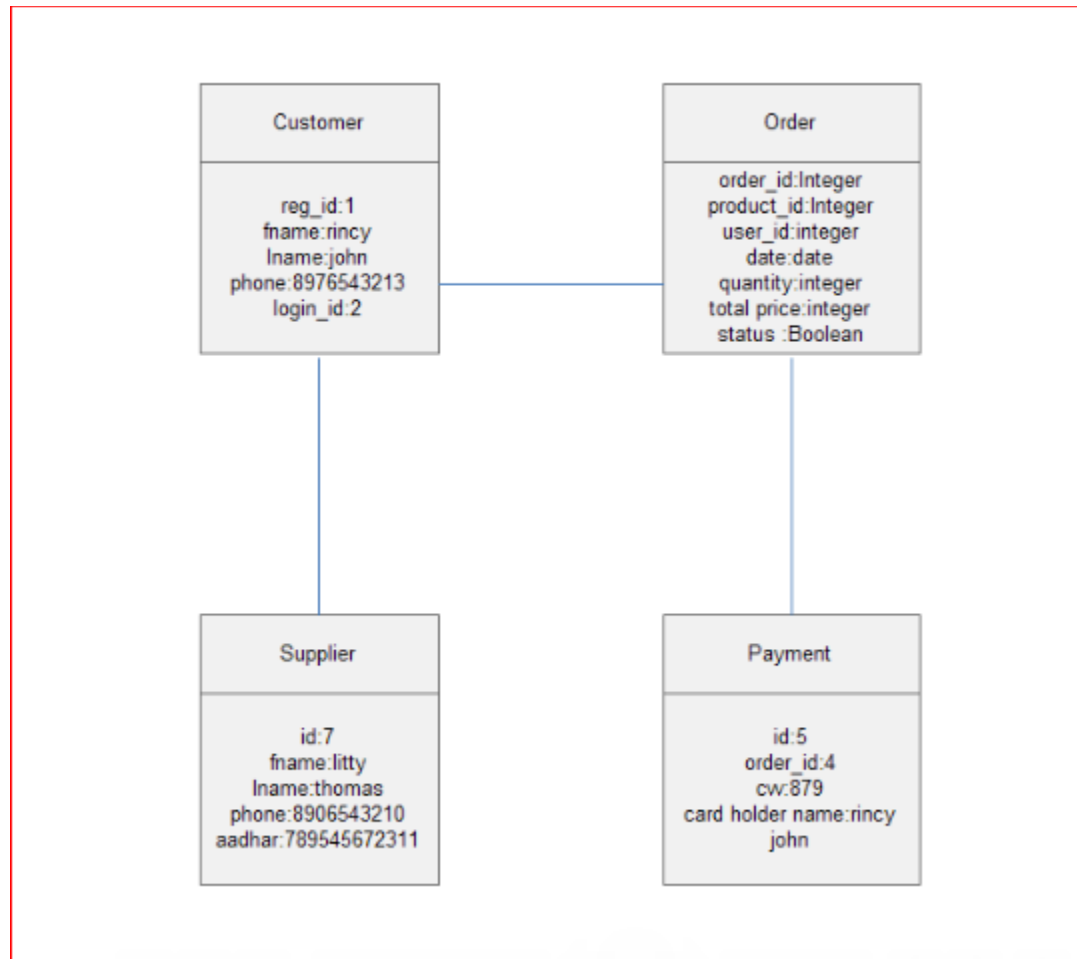 Customer
reg_id:1
fname:rincy
lname:john
phone:8976543213
login_id:2
Order
order_id:Integer
product_id:Integer
user_id:integer
date:date
quantity:integer
total price:integer
status :Boolean
Supplier
id:7
fname:litty
lname:thomas
phone:8906543210
aadhar:789545672311
Payment
id:5
order_id:4
cvv:879
card holder name:rincy
john